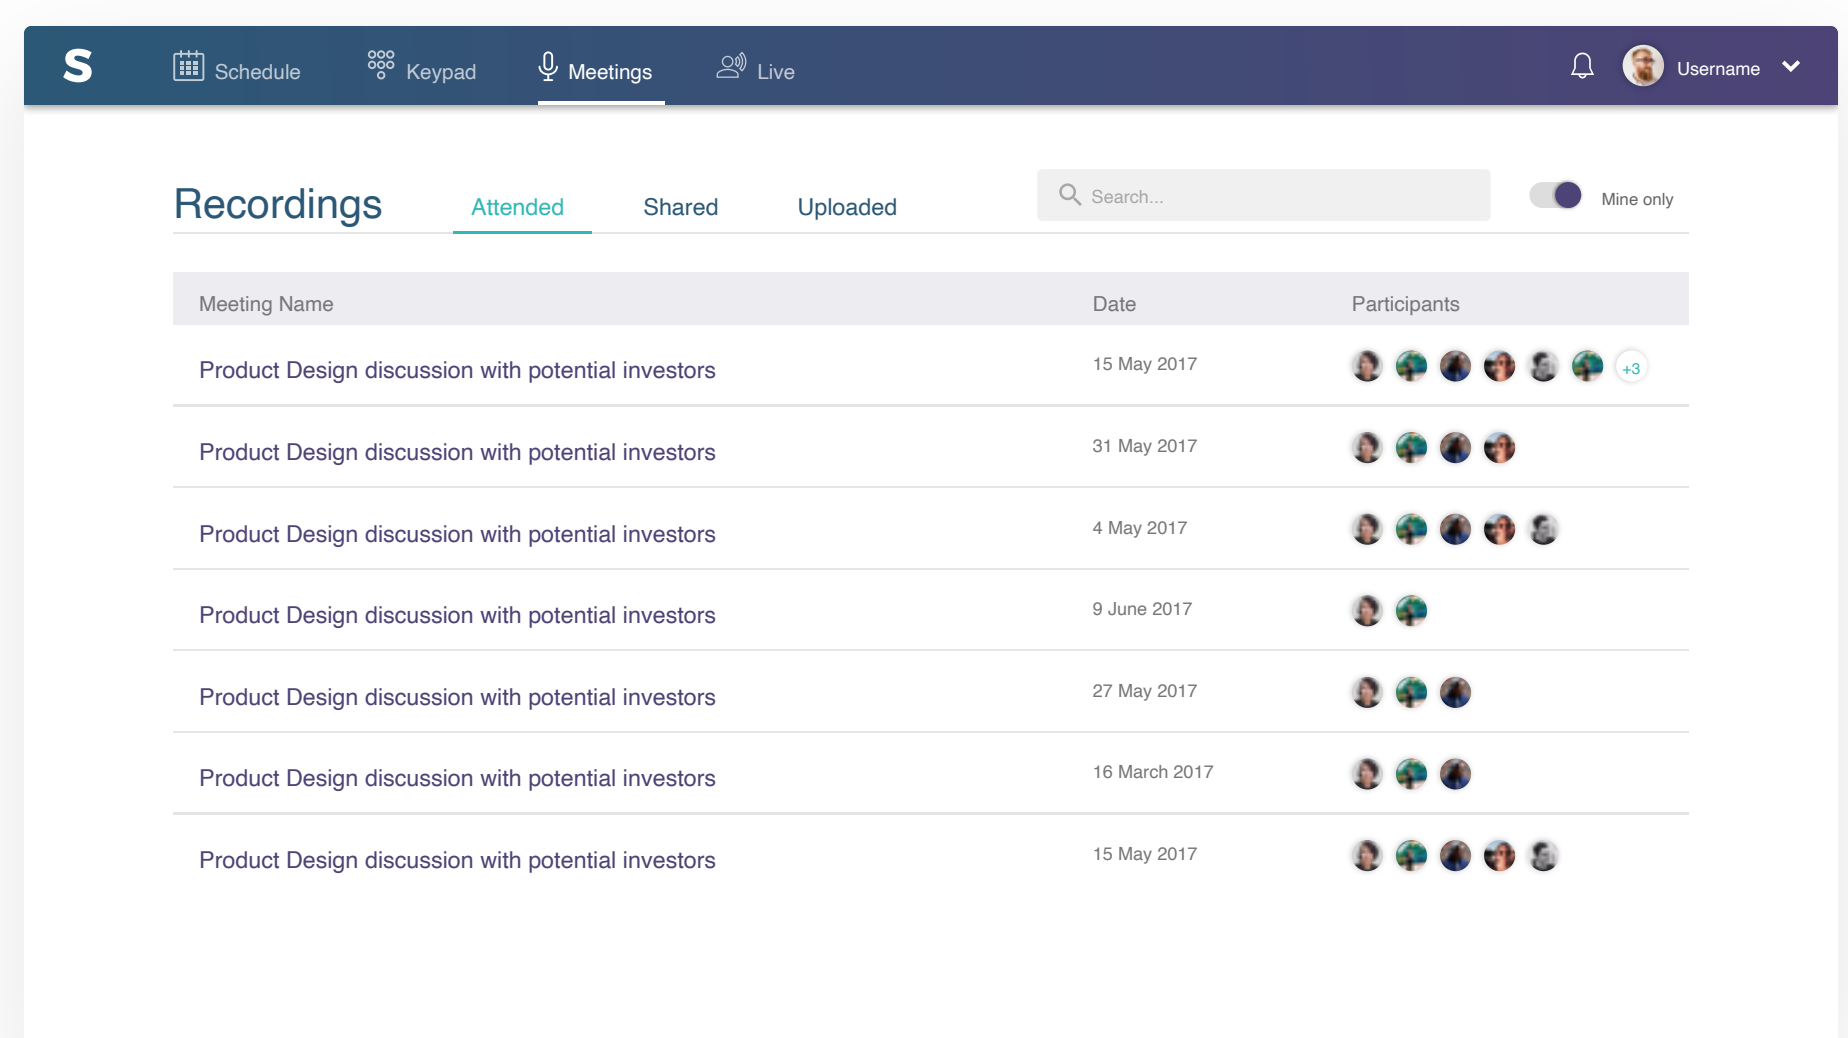 S Schedule Keypad Meetings Live Username
Recordings Attended Shared Uploaded Search... Mine only
Meeting Name Date Participants
Product Design discussion with potential investors 15 May 2017 +3
Product Design discussion with potential investors 31 May 2017
Product Design discussion with potential investors 4 May 2017
Product Design discussion with potential investors 9 June 2017
Product Design discussion with potential investors 27 May 2017
Product Design discussion with potential investors 16 March 2017
Product Design discussion with potential investors 15 May 2017